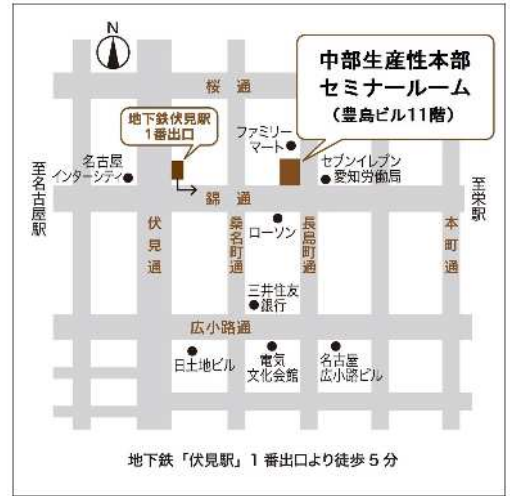 N
中部生産性本部
セミナールーム
（豊島ビル11階）
桜通
地下鉄伏見駅
1番出口
ファミリー
マート
名古屋
インターシティ
セブンイレブン
愛知労働局
至名古屋駅
至栄駅
錦通
伏見通
桑名町通
長島町通
本町通
ローソン
三井住友
銀行
広小路通
日土地ビル
電気
文化会館
名古屋
広小路ビル
地下鉄「伏見駅」1番出口より徒歩5分